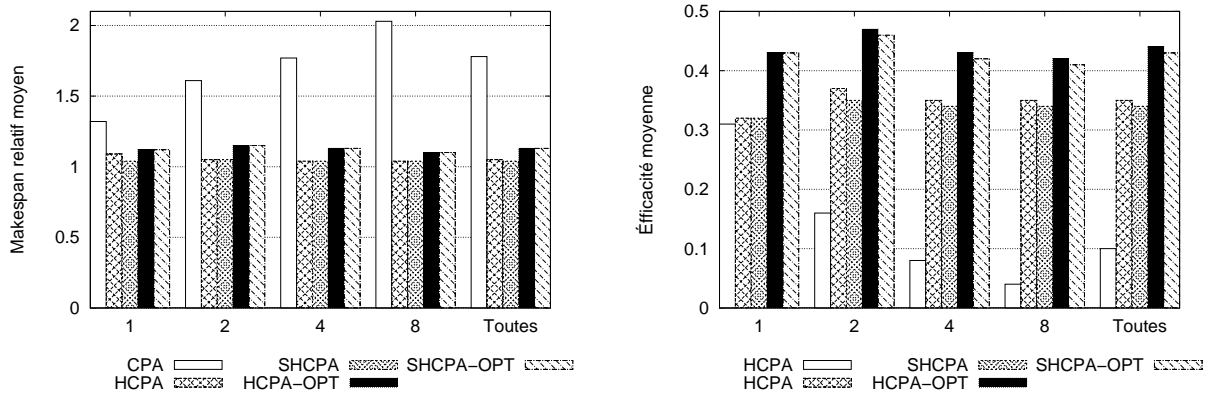 Makespan relatif moyen
2
1.5
1
0.5
0
1 2 4 8 Toutes
CPA SHCPA SHCPA−OPT
HCPA HCPA−OPT
Éfficacité moyenne
0.5
0.4
0.3
0.2
0.1
0
1 2 4 8 Toutes
HCPA SHCPA SHCPA−OPT
HCPA HCPA−OPT